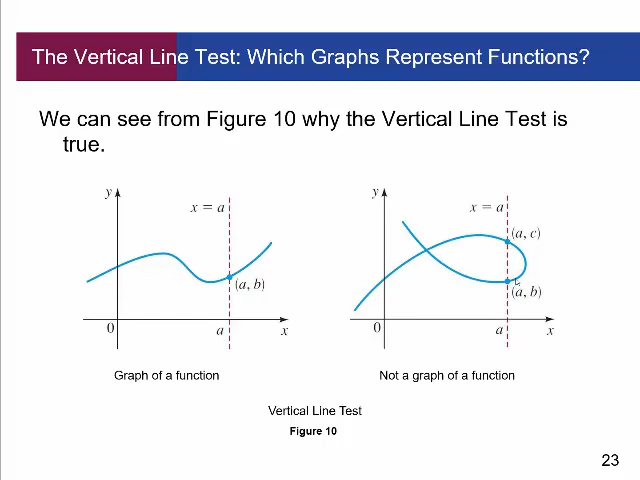 The Vertical Line Test: Which Graphs Represent Functions?
We can see from Figure 10 why the Vertical Line Test is
true.
y
x = a
(a, b)
0
a
x
Graph of a function
y
x = a
(a, c)
(a, b)
0
a
x
Not a graph of a function
Vertical Line Test
Figure 10
23